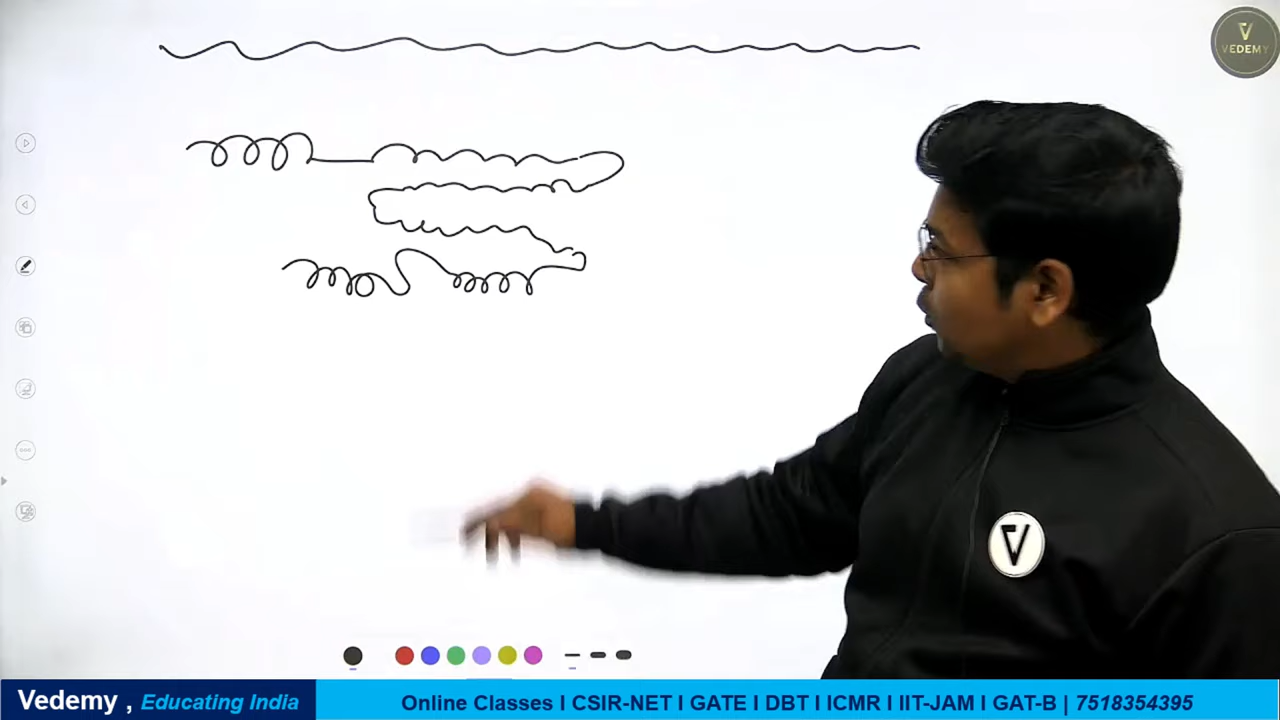 VEDEMY
Vedemy , Educating India
Online Classes I CSIR-NET I GATE I DBT I ICMR I IIT-JAM I GAT-B | 7518354395